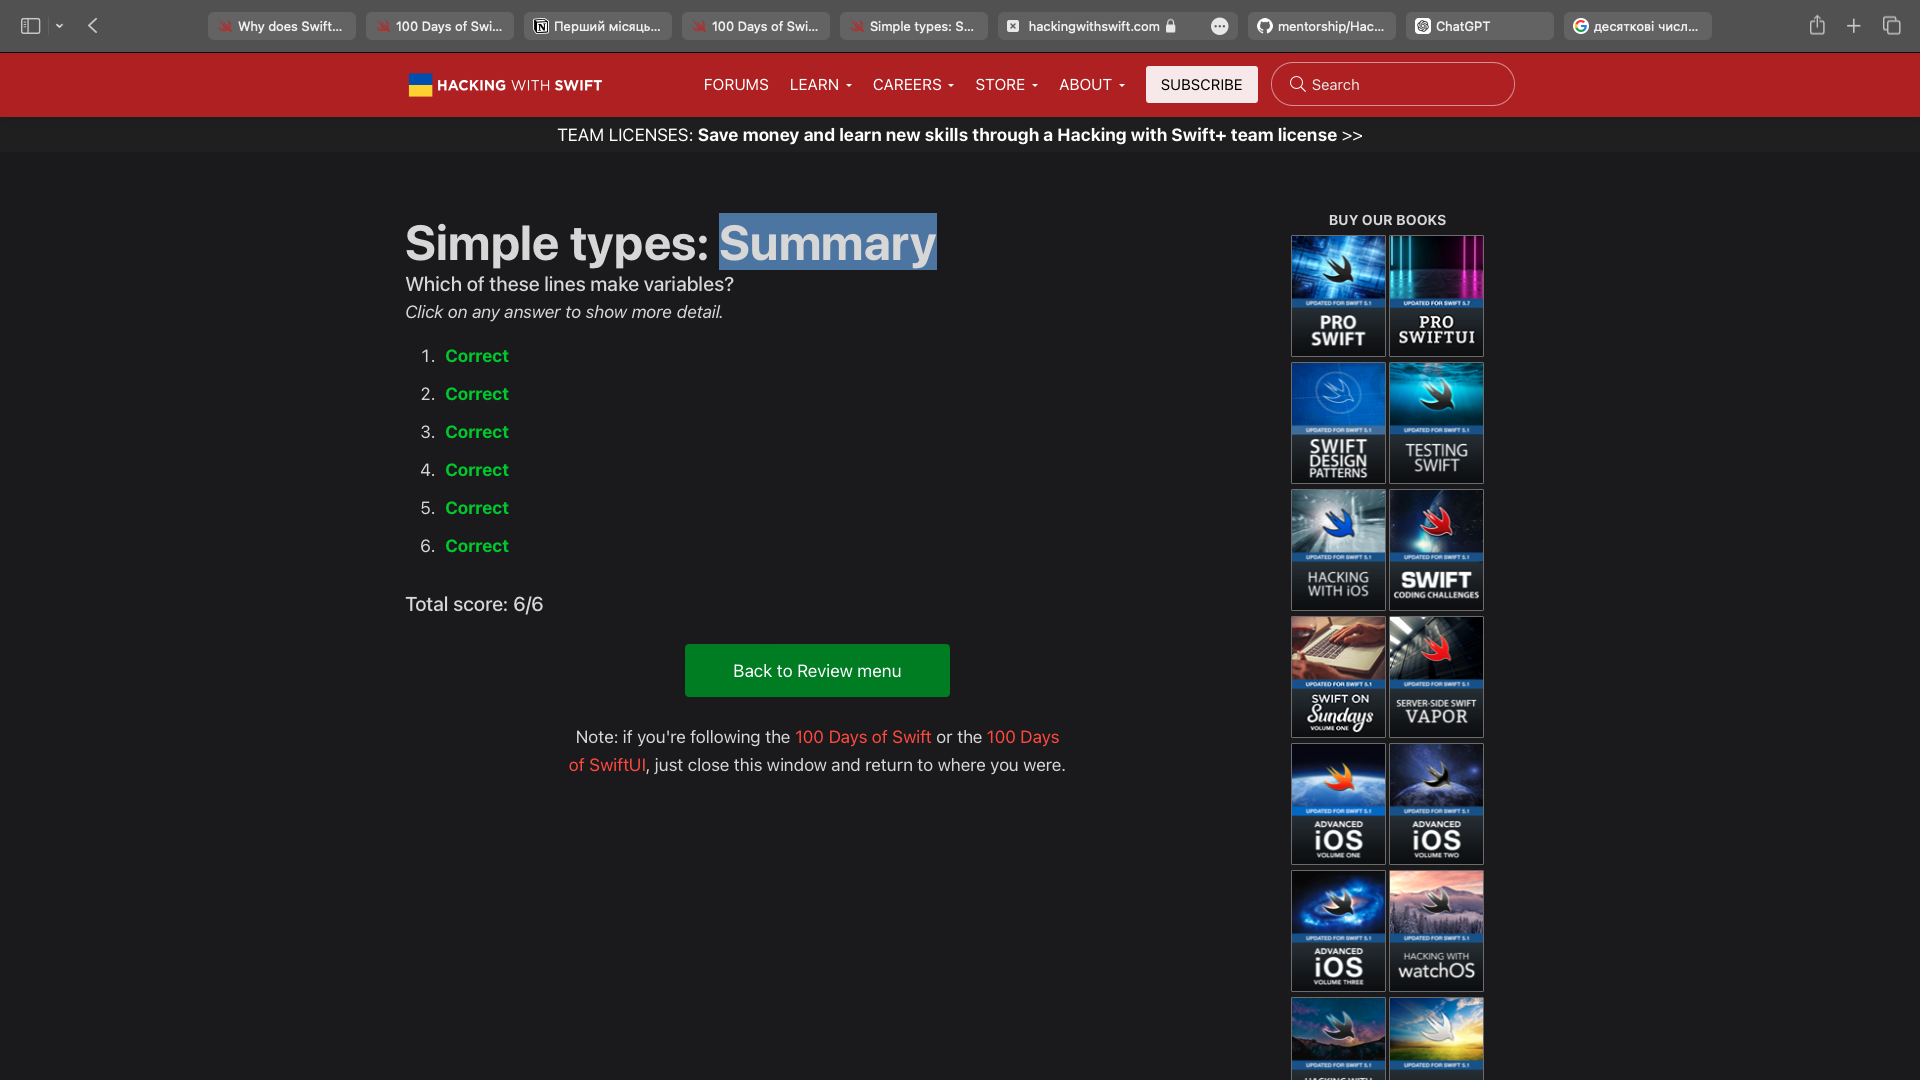 Why does Swift...
100 Days of Swi...
Перший місяць...
100 Days of Swi...
Simple types: S...
hackingwithswift.com
mentorship/Hac...
ChatGPT
десяткові числ...
HACKING WITH SWIFT
FORUMS
LEARN
CAREERS
STORE
ABOUT
SUBSCRIBE
Search
TEAM LICENSES: Save money and learn new skills through a Hacking with Swift+ team license >>
Simple types: Summary
Which of these lines make variables?
Click on any answer to show more detail.
1. Correct
2. Correct
3. Correct
4. Correct
5. Correct
6. Correct
Total score: 6/6
Back to Review menu
Note: if you're following the 100 Days of Swift or the 100 Days
of SwiftUI, just close this window and return to where you were.
BUY OUR BOOKS
UPDATED FOR SWIFT 5.1
PRO
SWIFT
UPDATED FOR SWIFT 5.7
PRO
SWIFTUI
UPDATED FOR SWIFT 5.1
SWIFT
DESIGN
PATTERNS
UPDATED FOR SWIFT 5.1
TESTING
SWIFT
UPDATED FOR SWIFT 5.1
HACKING
WITH iOS
UPDATED FOR SWIFT 5.1
SWIFT
CODING CHALLENGES
UPDATED FOR SWIFT 5.1
SWIFT ON
Sundays
VOLUME ONE
UPDATED FOR SWIFT 5.1
SERVER-SIDE SWIFT
VAPOR
UPDATED FOR SWIFT 5.1
ADVANCED
iOS
VOLUME ONE
UPDATED FOR SWIFT 5.1
ADVANCED
iOS
VOLUME TWO
UPDATED FOR SWIFT 5.1
ADVANCED
iOS
VOLUME THREE
UPDATED FOR SWIFT 5.1
HACKING WITH
watchOS
UPDATED FOR SWIFT 5.1
HACKING WITH
UPDATED FOR SWIFT 5.1